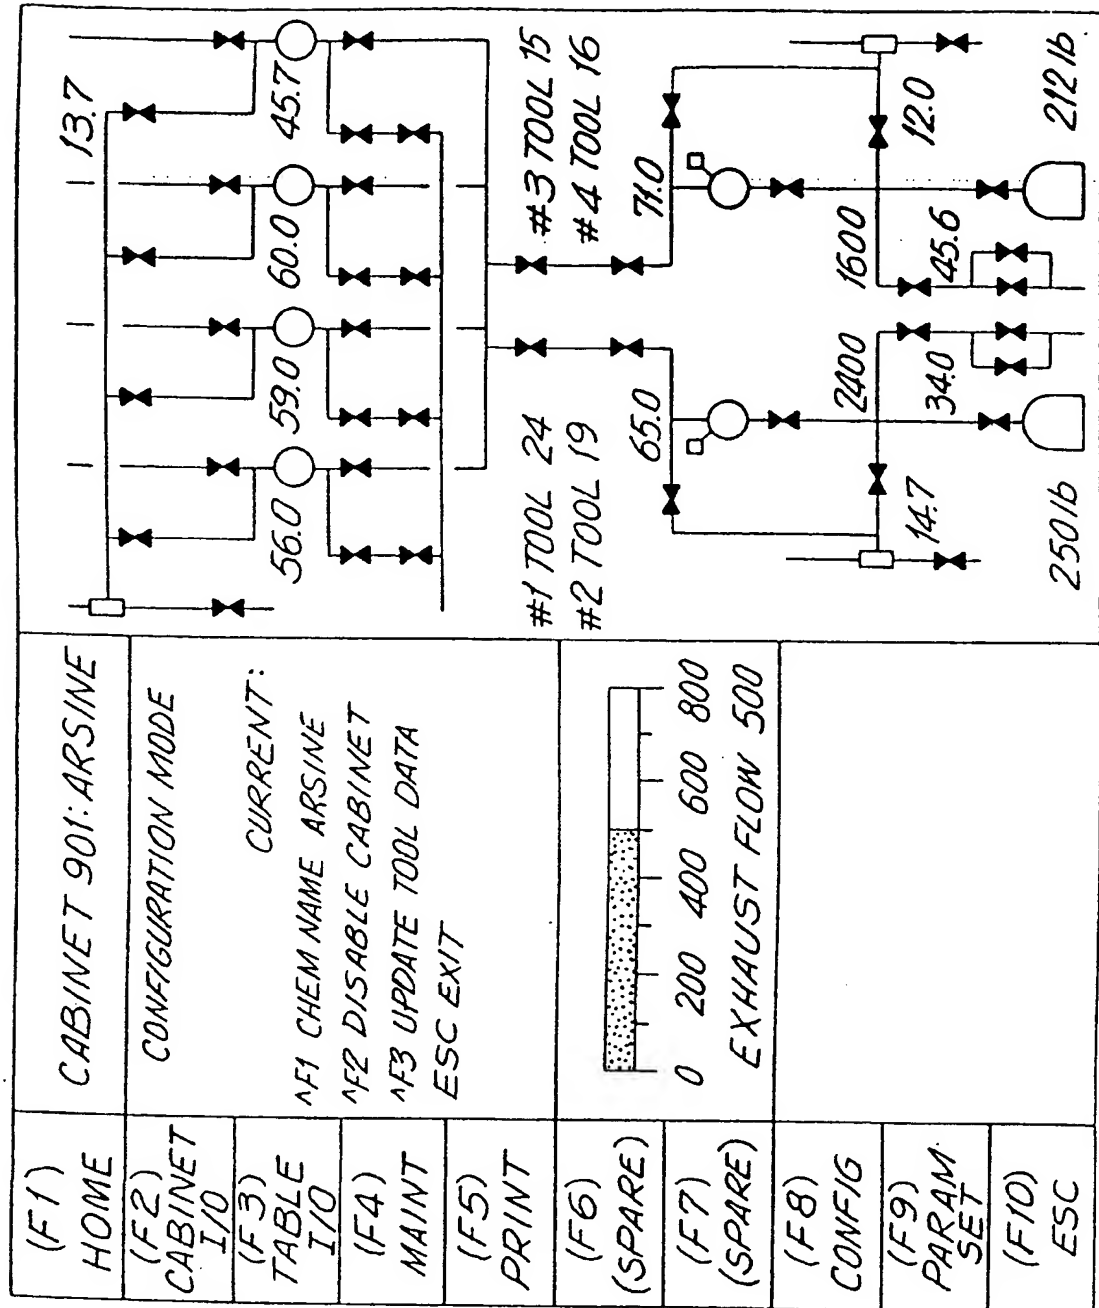 (F1)
HOME
(F2)
CABINET
I/O
(F3)
TABLE
I/O
(F4)
MAINT
(F5)
PRINT
(F6)
(SPARE)
(F7)
(SPARE)
(F8)
CONFIG
(F9)
PARAM
SET
(F10)
ESC
CABINET 901: ARSINE
CONFIGURATION MODE
CURRENT:
^F1 CHEM NAME ARSINE
^F2 DISABLE CABINET
^F3 UPDATE TOOL DATA
ESC EXIT
0 200 400 600 800
EXHAUST FLOW 500
13.7
56.0 59.0 60.0 45.7
#1 TOOL 24
#2 TOOL 19
#3 TOOL 15
#4 TOOL 16
65.0 71.0
2400 1600
14.7 34.0 45.6 12.0
250 lb 212 lb